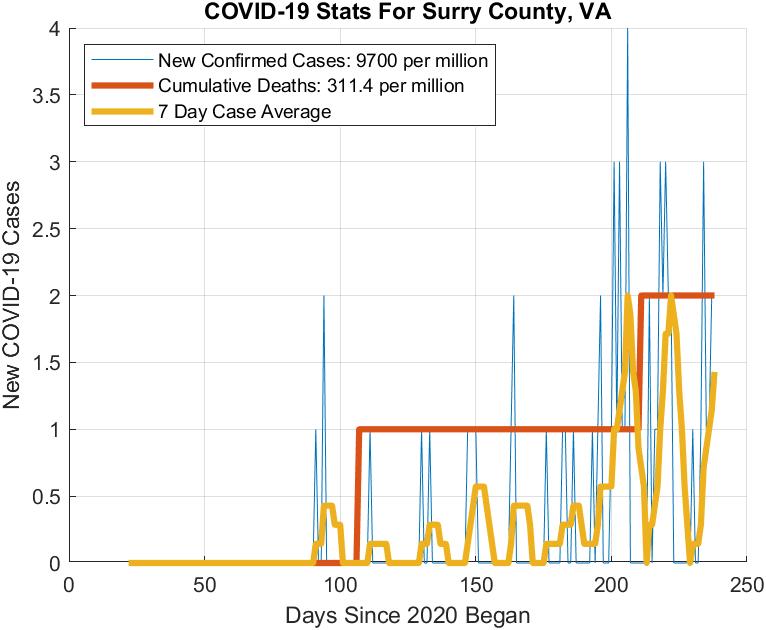 COVID-19 Stats For Surry County, VA
New Confirmed Cases: 9700 per million
Cumulative Deaths: 311.4 per million
7 Day Case Average
New COVID-19 Cases
4
3.5
3
2.5
2
1.5
1
0.5
0
0 50 100 150 200 250
Days Since 2020 Began